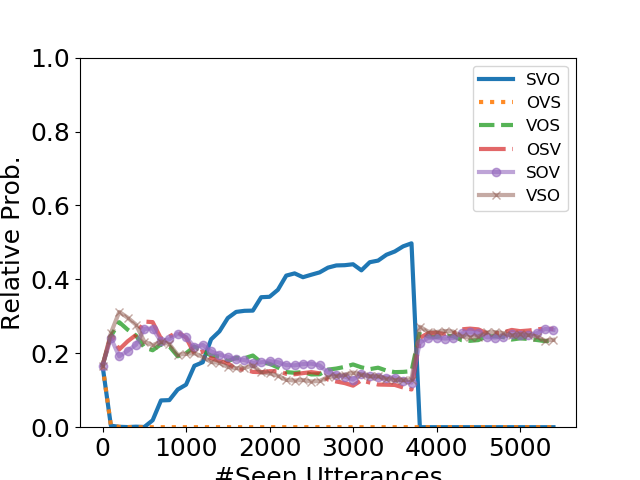 1.0
0.8
0.6
0.4
0.2
0.0
Relative Prob.
0 1000 2000 3000 4000 5000
#Seen Utterances
SVO
OVS
VOS
OSV
SOV
VSO